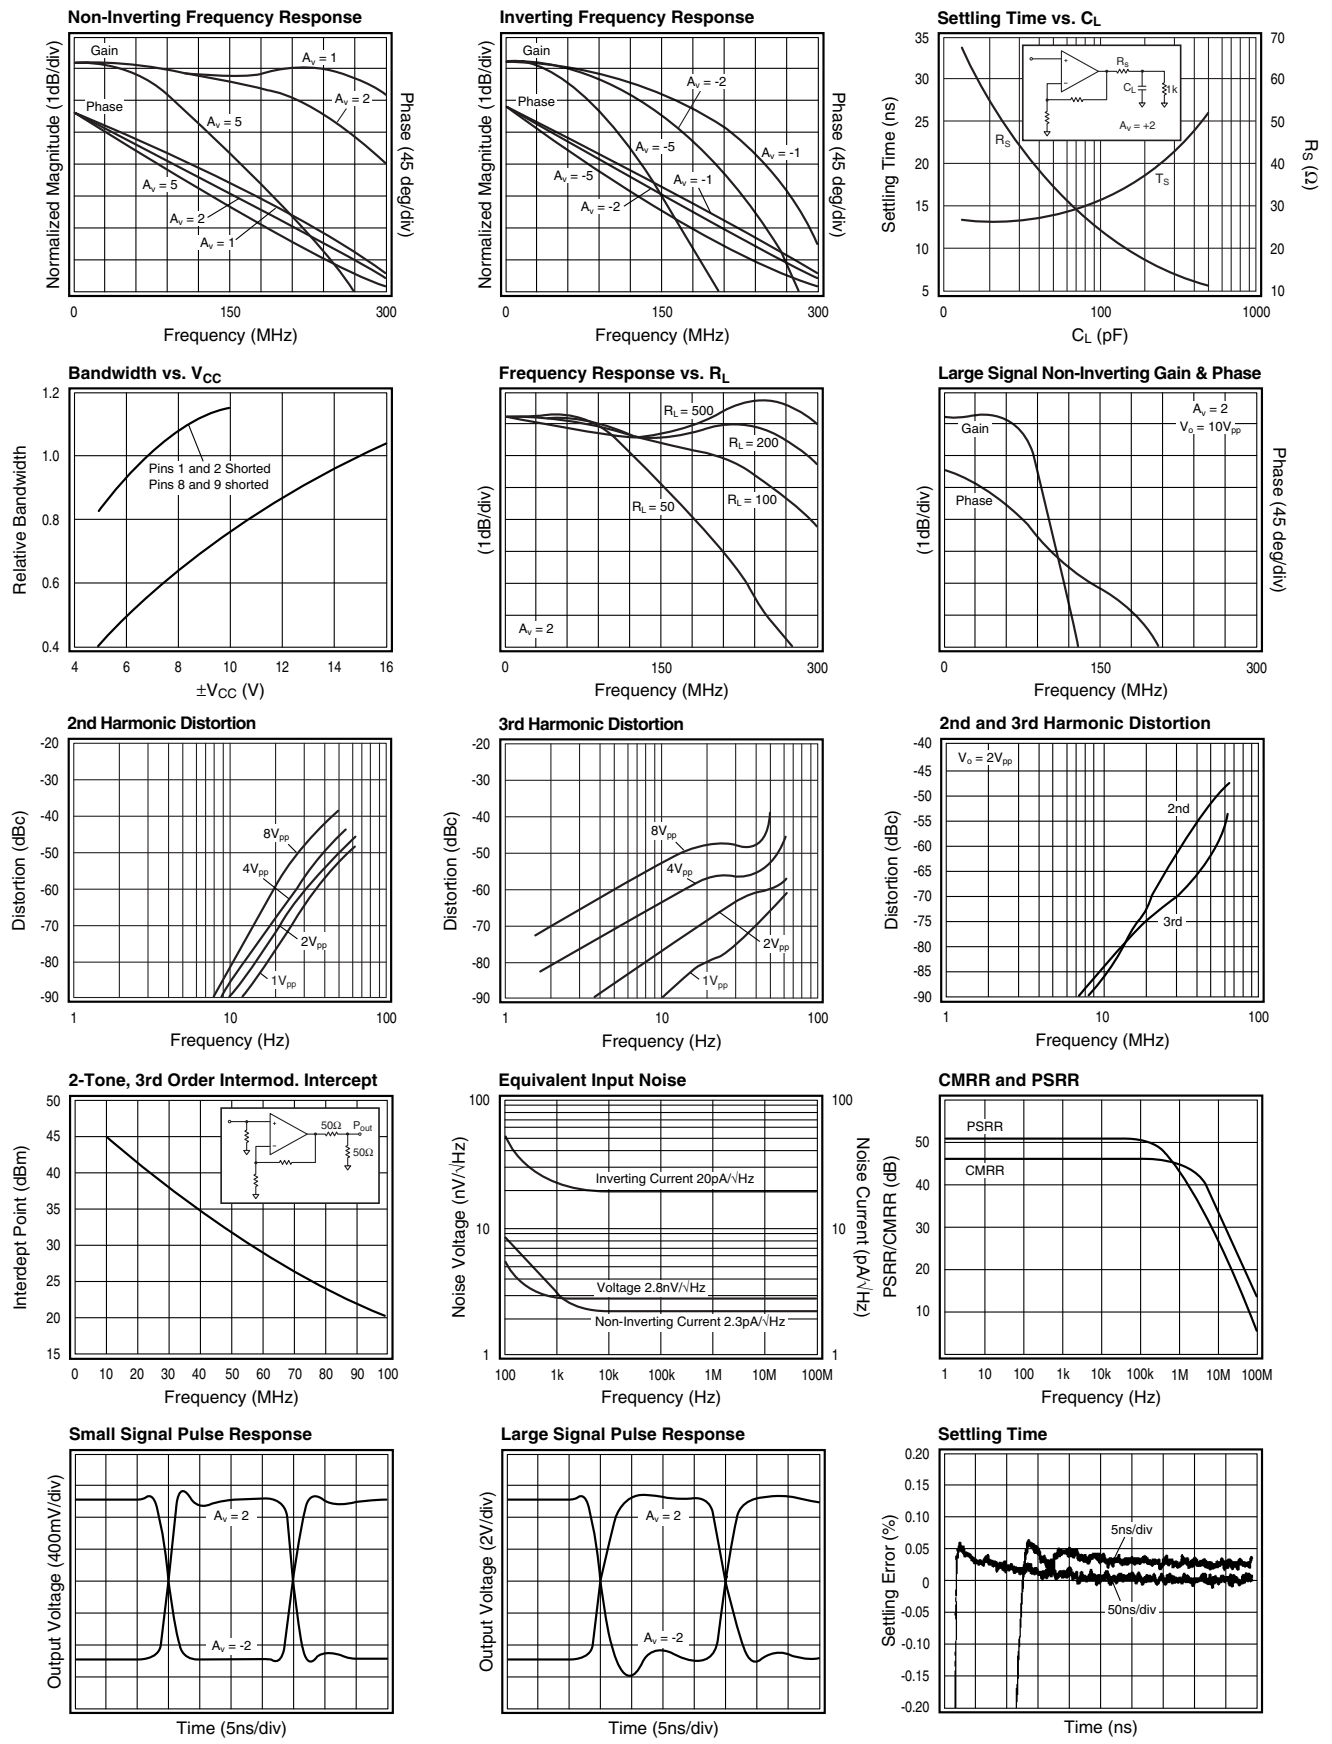 Non-Inverting Frequency Response
Normalized Magnitude (1dB/div)
Phase (45 deg/div)
Gain
Phase
Av = 1
Av = 2
Av = 5
Av = 5
Av = 2
Av = 1
0 150 300
Frequency (MHz)
Inverting Frequency Response
Normalized Magnitude (1dB/div)
Phase (45 deg/div)
Gain
Phase
Av = -2
Av = -5
Av = -1
Av = -5
Av = -1
Av = -2
0 150 300
Frequency (MHz)
Settling Time vs. CL
Settling Time (ns)
RS (Ω)
35 30 25 20 15 10 5
70 60 50 40 30 20 10
+
−
RS
CL
1k
Av = +2
RS
TS
0 100 1000
CL (pF)
Bandwidth vs. VCC
Relative Bandwidth
1.2 1.0 0.8 0.6 0.4
Pins 1 and 2 Shorted
Pins 8 and 9 shorted
4 6 8 10 12 14 16
±VCC (V)
Frequency Response vs. RL
(1dB/div)
RL = 500
RL = 200
RL = 100
RL = 50
Av = 2
0 150 300
Frequency (MHz)
Large Signal Non-Inverting Gain & Phase
(1dB/div)
Phase (45 deg/div)
Av = 2
Vo = 10Vpp
Gain
Phase
0 150 300
Frequency (MHz)
2nd Harmonic Distortion
Distortion (dBc)
-20 -30 -40 -50 -60 -70 -80 -90
8Vpp
4Vpp
2Vpp
1Vpp
1 10 100
Frequency (Hz)
3rd Harmonic Distortion
Distortion (dBc)
-20 -30 -40 -50 -60 -70 -80 -90
8Vpp
4Vpp
2Vpp
1Vpp
1 10 100
Frequency (Hz)
2nd and 3rd Harmonic Distortion
Distortion (dBc)
-40 -45 -50 -55 -60 -65 -70 -75 -80 -85 -90
Vo = 2Vpp
2nd
3rd
1 10 100
Frequency (MHz)
2-Tone, 3rd Order Intermod. Intercept
Interdept Point (dBm)
50 45 40 35 30 25 20 15
+
−
50Ω
Pout
50Ω
0 10 20 30 40 50 60 70 80 90 100
Frequency (MHz)
Equivalent Input Noise
Noise Voltage (nV/√Hz)
Noise Current (pA/√Hz)
100 10 1
100 10 1
Inverting Current 20pA/√Hz
Voltage 2.8nV/√Hz
Non-Inverting Current 2.3pA/√Hz
100 1k 10k 100k 1M 10M 100M
Frequency (Hz)
CMRR and PSRR
PSRR/CMRR (dB)
50 40 30 20 10
PSRR
CMRR
1 10 100 1k 10k 100k 1M 10M 100M
Frequency (Hz)
Small Signal Pulse Response
Output Voltage (400mV/div)
Av = 2
Av = -2
Time (5ns/div)
Large Signal Pulse Response
Output Voltage (2V/div)
Av = 2
Av = -2
Time (5ns/div)
Settling Time
Settling Error (%)
0.20 0.15 0.10 0.05 0 -0.05 -0.10 -0.15 -0.20
5ns/div
50ns/div
Time (ns)